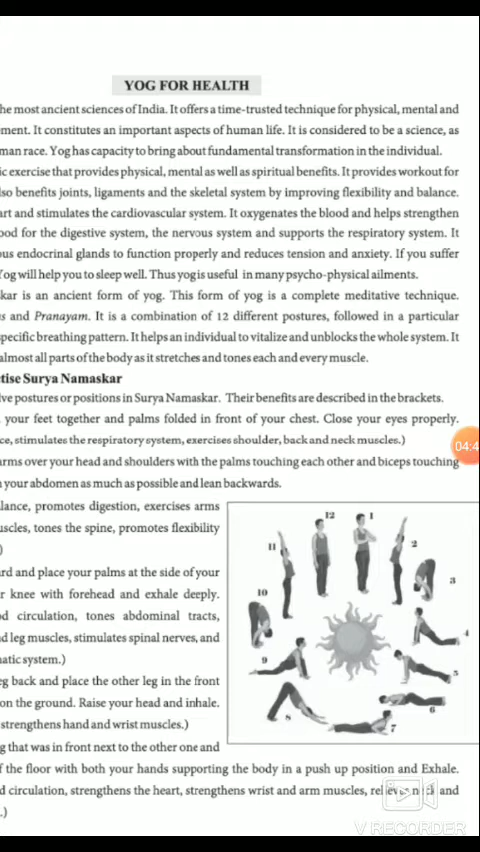 YOG FOR HEALTH
he most ancient sciences of India. It offers a time-trusted technique for physical, mental and
ment. It constitutes an important aspects of human life. It is considered to be a science, as
man race. Yog has capacity to bring about fundamental transformation in the individual.
ic exercise that provides physical, mental as well as spiritual benefits. It provides workout for
lso benefits joints, ligaments and the skeletal system by improving flexibility and balance.
art and stimulates the cardiovascular system. It oxygenates the blood and helps strengthen
ood for the digestive system, the nervous system and supports the respiratory system. It
ous endocrinal glands to function properly and reduces tension and anxiety. If you suffer
Yog will help you to sleep well. Thus yog is useful in many psycho-physical ailments.
kar is an ancient form of yog. This form of yog is a complete meditative technique.
s and Pranayam. It is a combination of 12 different postures, followed in a particular
specific breathing pattern. It helps an individual to vitalize and unblocks the whole system. It
almost all parts of the body as it stretches and tones each and every muscle.
ctise Surya Namaskar
lve postures or positions in Surya Namaskar. Their benefits are described in the brackets.
your feet together and palms folded in front of your chest. Close your eyes properly.
ce, stimulates the respiratory system, exercises shoulder, back and neck muscles.)
arms over your head and shoulders with the palms touching each other and biceps touching
n your abdomen as much as possible and lean backwards.
04:4
lance, promotes digestion, exercises arms
uscles, tones the spine, promotes flexibility
)
ard and place your palms at the side of your
r knee with forehead and exhale deeply.
od circulation, tones abdominal tracts,
d leg muscles, stimulates spinal nerves, and
atic system.)
eg back and place the other leg in the front
on the ground. Raise your head and inhale.
strengthens hand and wrist muscles.)
g that was in front next to the other one and
12
1
11
2
10
3
9
4
8
5
7
6
f the floor with both your hands supporting the body in a push up position and Exhale.
d circulation, strengthens the heart, strengthens wrist and arm muscles, relieves neck and
.)
V RECORDER